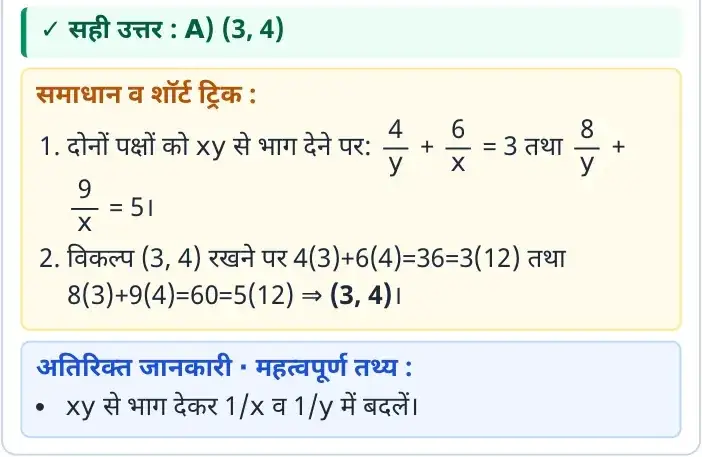 ✓ सही उत्तर : A) (3, 4)
समाधान व शॉर्ट ट्रिक :
1. दोनों पक्षों को xy से भाग देने पर: 4/y + 6/x = 3 तथा 8/y +
9/x = 5।
2. विकल्प (3, 4) रखने पर 4(3)+6(4)=36=3(12) तथा
8(3)+9(4)=60=5(12) ⇒ (3, 4)।
अतिरिक्त जानकारी · महत्वपूर्ण तथ्य :
• xy से भाग देकर 1/x व 1/y में बदलें।